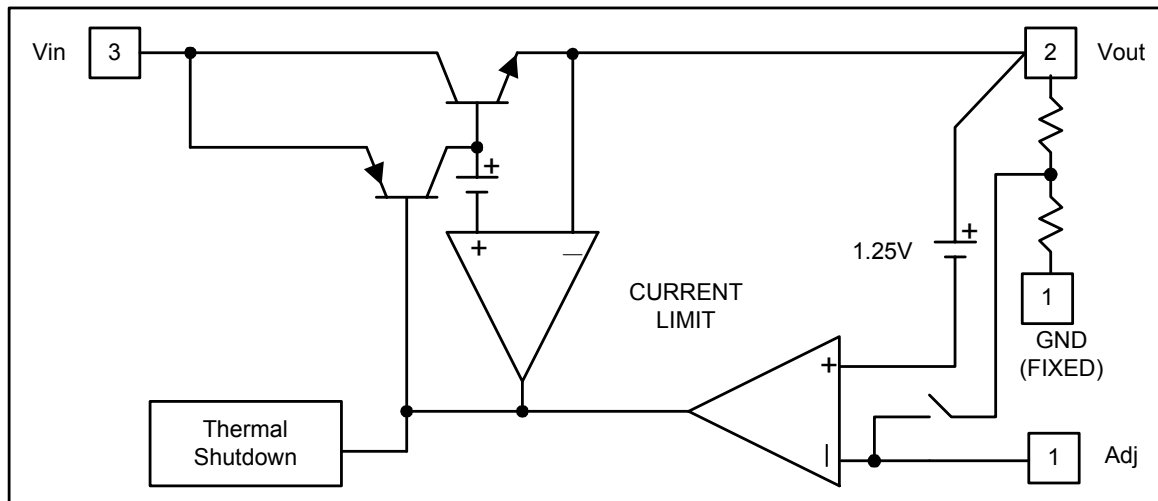 Vin
3
2
Vout
+
+
—
1.25V
+
1
GND
(FIXED)
CURRENT
LIMIT
+
—
Thermal
Shutdown
1
Adj